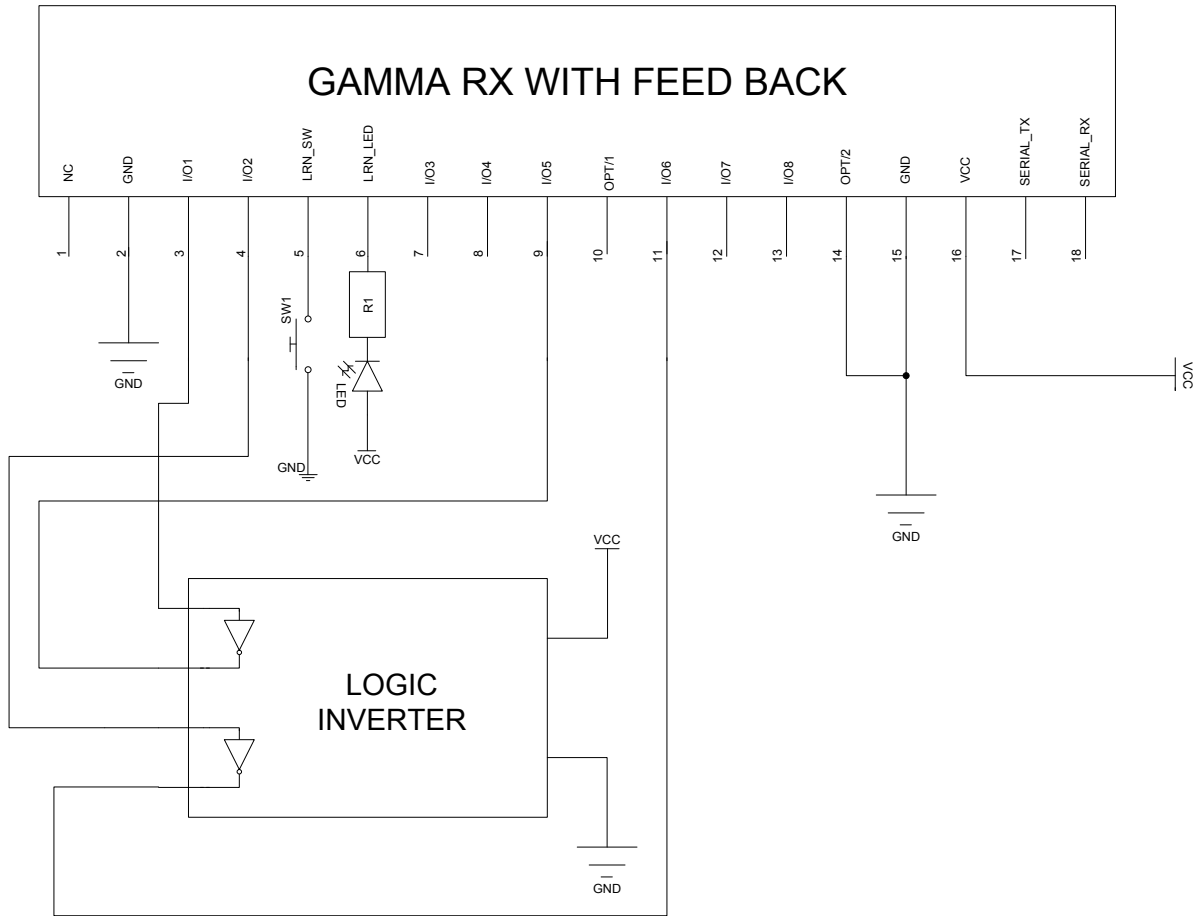 GAMMA RX WITH FEED BACK
NC
GND
I/O1
I/O2
LRN_SW
LRN_LED
I/O3
I/O4
I/O5
OPT/1
I/O6
I/O7
I/O8
OPT/2
GND
VCC
SERIAL_TX
SERIAL_RX
1
2
3
4
5
6
7
8
9
10
11
12
13
14
15
16
17
18
SW1
R1
LED
GND
VCC
GND
VCC
GND
VCC
LOGIC
INVERTER
GND